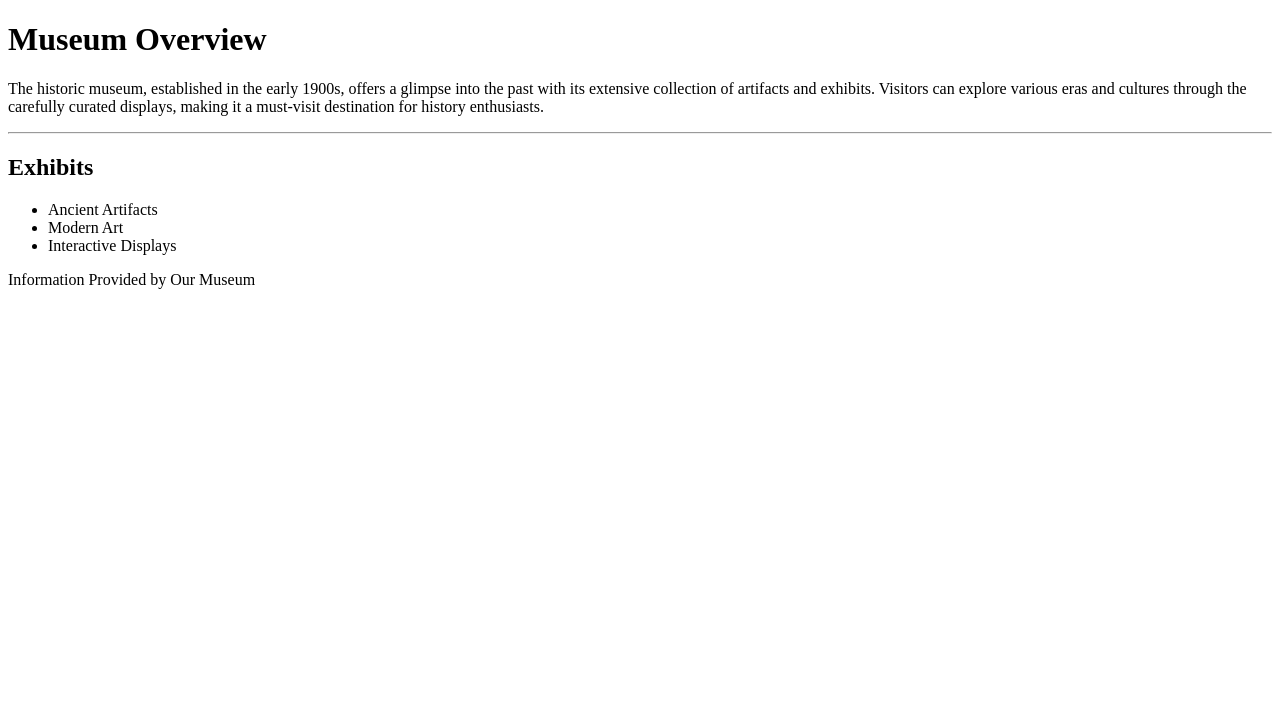 Museum Overview
The historic museum, established in the early 1900s, offers a glimpse into the past with its extensive collection of artifacts and exhibits. Visitors can explore various eras and cultures through the
carefully curated displays, making it a must-visit destination for history enthusiasts.
Exhibits
• Ancient Artifacts
• Modern Art
• Interactive Displays
Information Provided by Our Museum